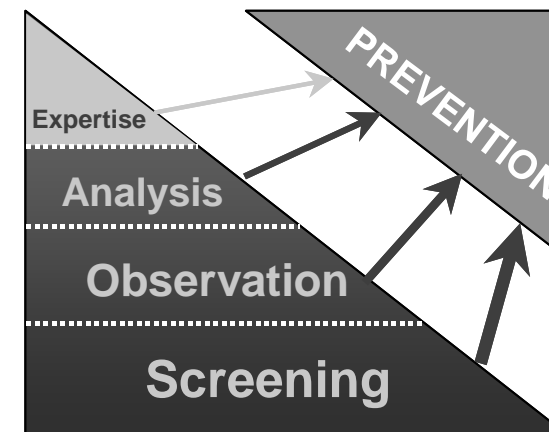 PREVENTION
Expertise
Analysis
Observation
Screening